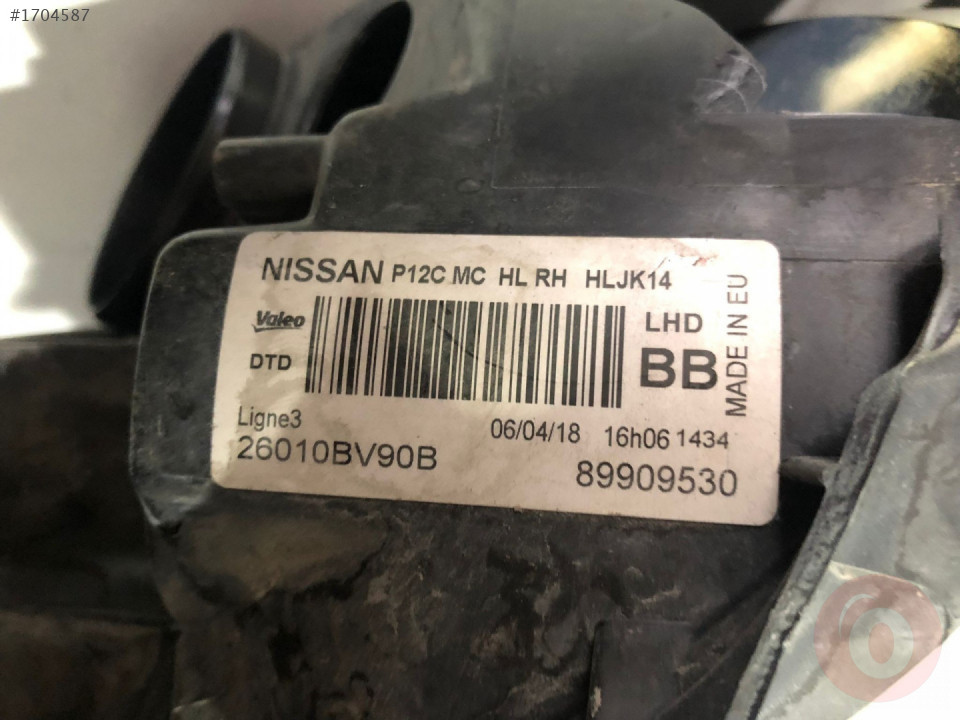 #1704587
NISSAN P12C MC HL RH HLJK14
Valeo
LHD
DTD
BB
MADE IN EU
Ligne3
06/04/18 16h06 1434
26010BV90B
89909530